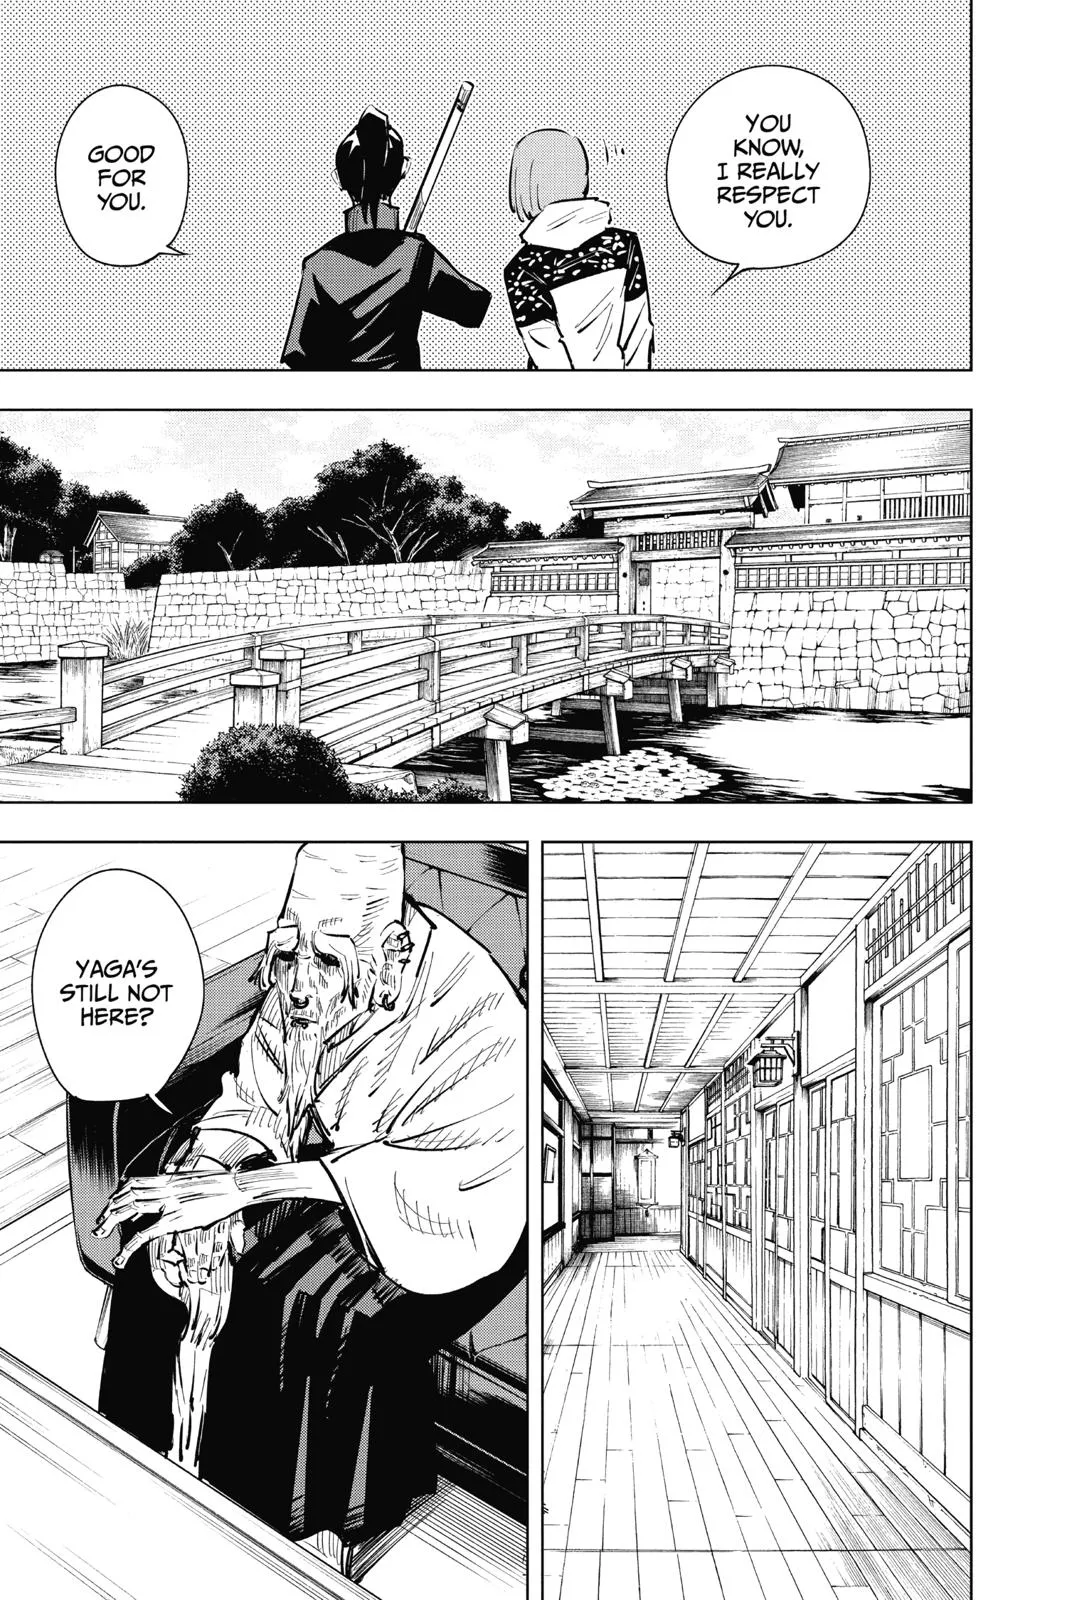 YOU
KNOW,
I REALLY
RESPECT
YOU.
GOOD
FOR
YOU.
YAGA'S
STILL NOT
HERE?